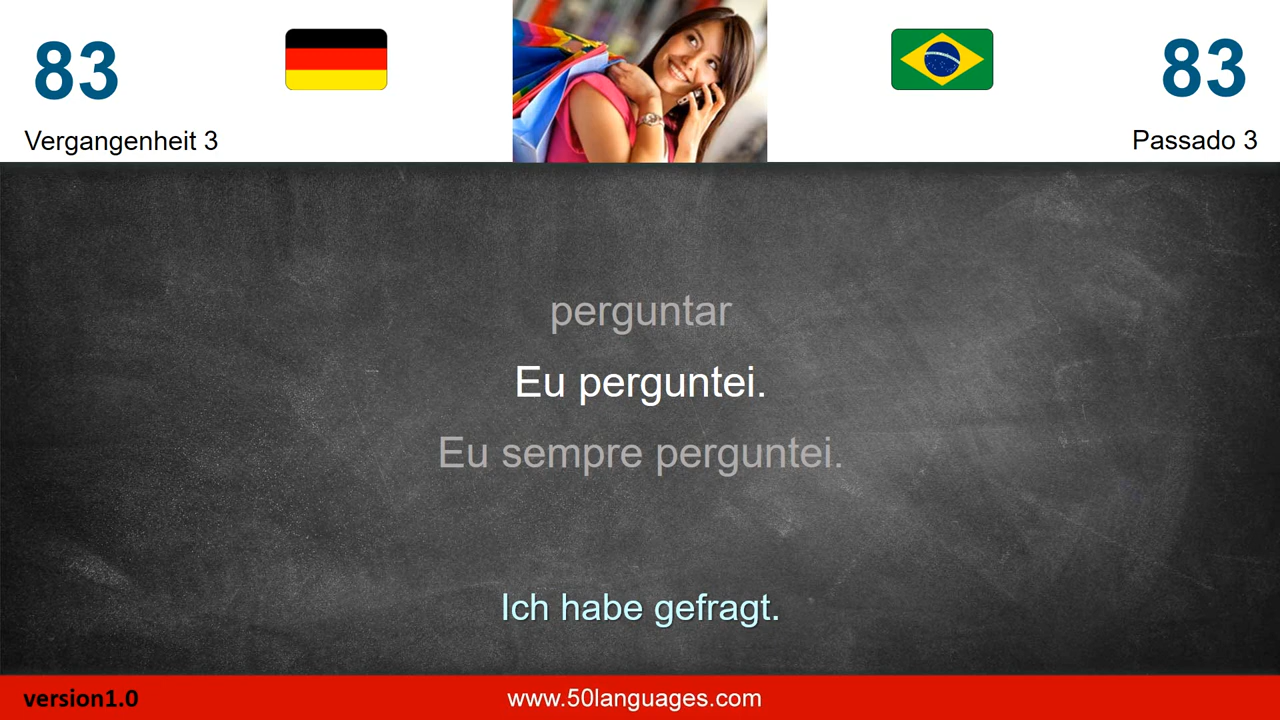 83
83
Vergangenheit 3
Passado 3
perguntar
Eu perguntei.
Eu sempre perguntei.
Ich habe gefragt.
version1.0
www.50languages.com